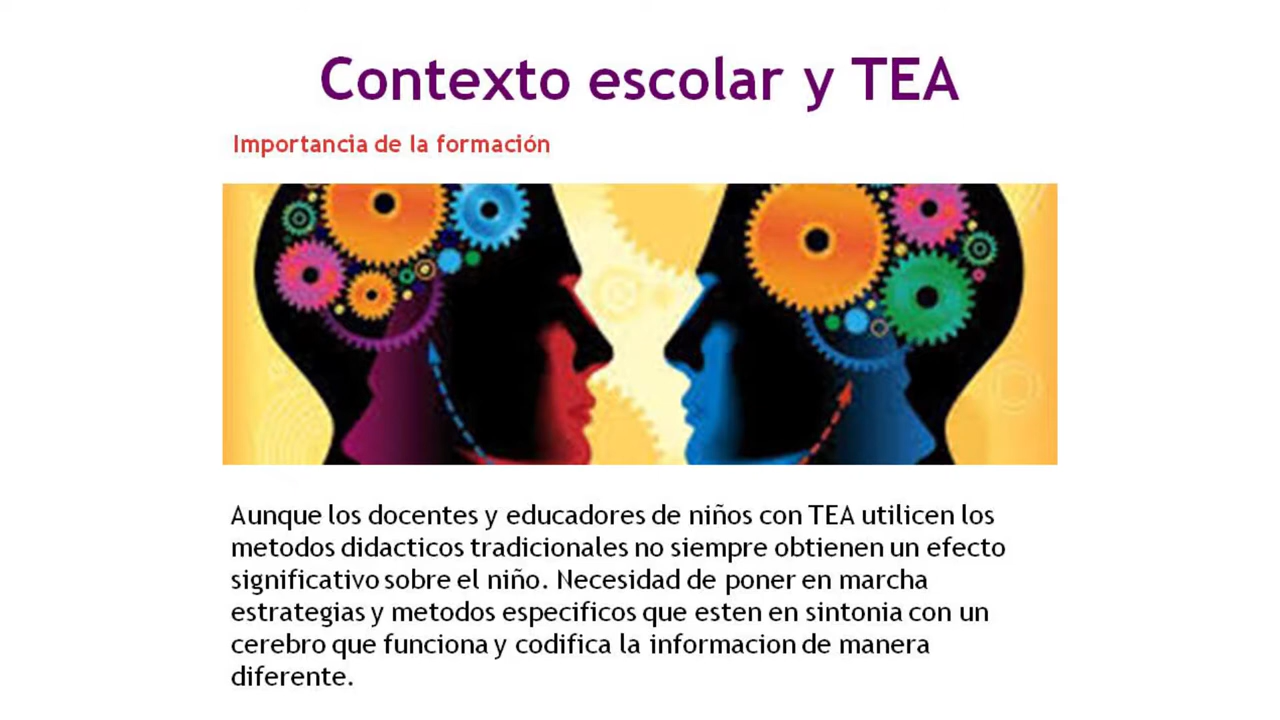 Contexto escolar y TEA
Importancia de la formación
Aunque los docentes y educadores de niños con TEA utilicen los
metodos didacticos tradicionales no siempre obtienen un efecto
significativo sobre el niño. Necesidad de poner en marcha
estrategias y metodos especificos que esten en sintonia con un
cerebro que funciona y codifica la informacion de manera
diferente.